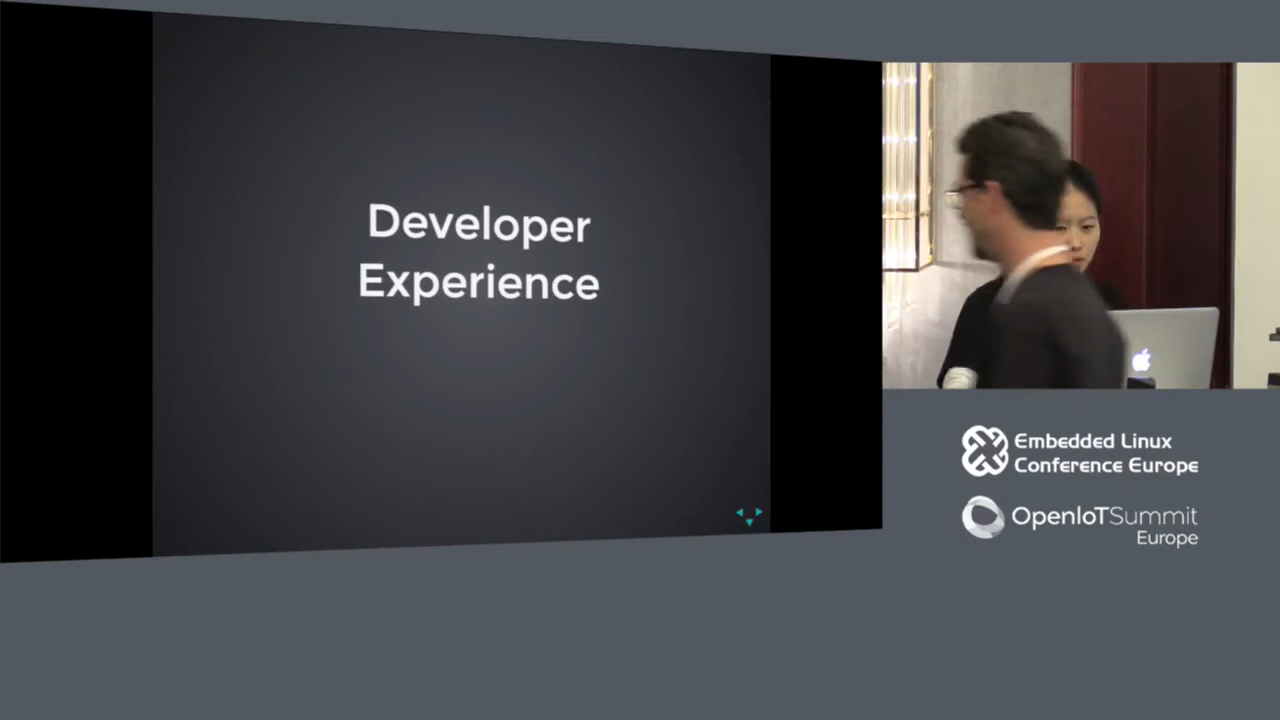 Developer
Experience
Embedded Linux
Conference Europe
OpenIoTSummit
Europe